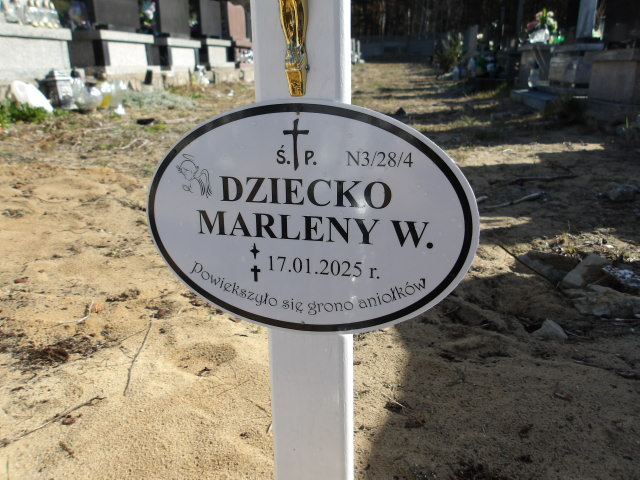 Ś. P. N3/28/4
DZIECKO
MARLENY W.
17.01.2025 r.
Powiększyło się grono aniołków